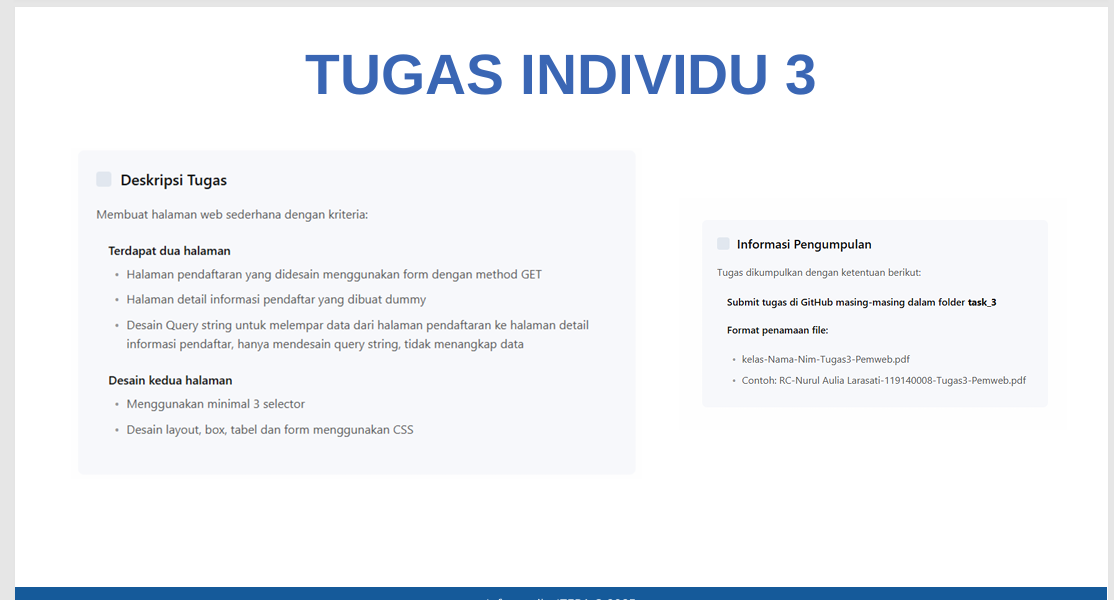 TUGAS INDIVIDU 3
Deskripsi Tugas
Membuat halaman web sederhana dengan kriteria:
Terdapat dua halaman
• Halaman pendaftaran yang didesain menggunakan form dengan method GET
• Halaman detail informasi pendaftar yang dibuat dummy
• Desain Query string untuk melempar data dari halaman pendaftaran ke halaman detail
informasi pendaftar, hanya mendesain query string, tidak menangkap data
Desain kedua halaman
• Menggunakan minimal 3 selector
• Desain layout, box, tabel dan form menggunakan CSS
Informasi Pengumpulan
Tugas dikumpulkan dengan ketentuan berikut:
Submit tugas di GitHub masing-masing dalam folder task_3
Format penamaan file:
• kelas-Nama-Nim-Tugas3-Pemweb.pdf
• Contoh: RC-Nurul Aulia Larasati-119140008-Tugas3-Pemweb.pdf